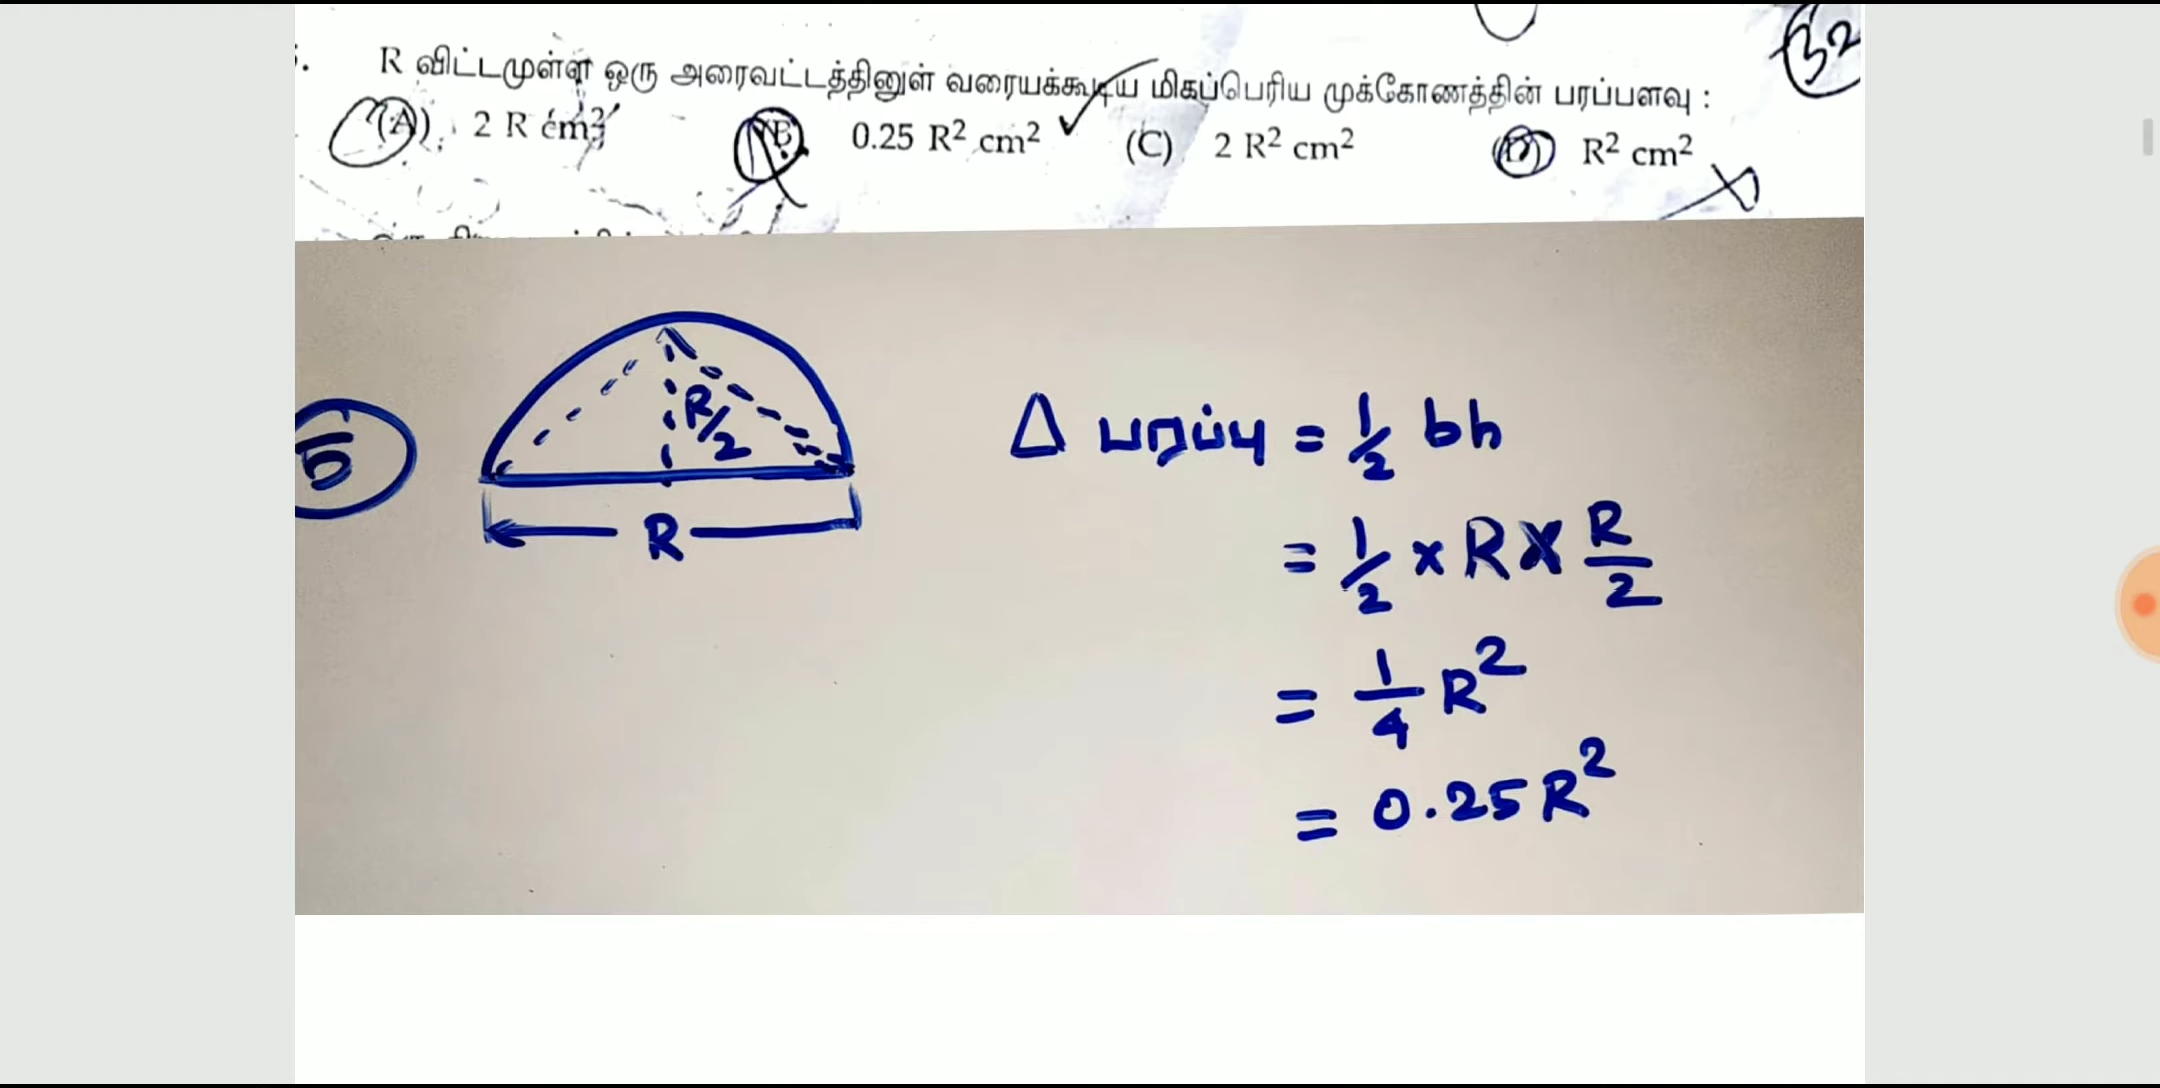 R விட்டமுள்ள ஒரு அரைவட்டத்தினுள் வரையக்கூடிய மிகப்பெரிய முக்கோணத்தின் பரப்பளவு :
(A) 2 R cm² (B) 0.25 R² cm² ✓ (C) 2 R² cm² (D) R² cm²
32
5
R/2
R
Δ பரப்பு = 1/2 bh
= 1/2 × R × R/2
= 1/4 R²
= 0.25 R²